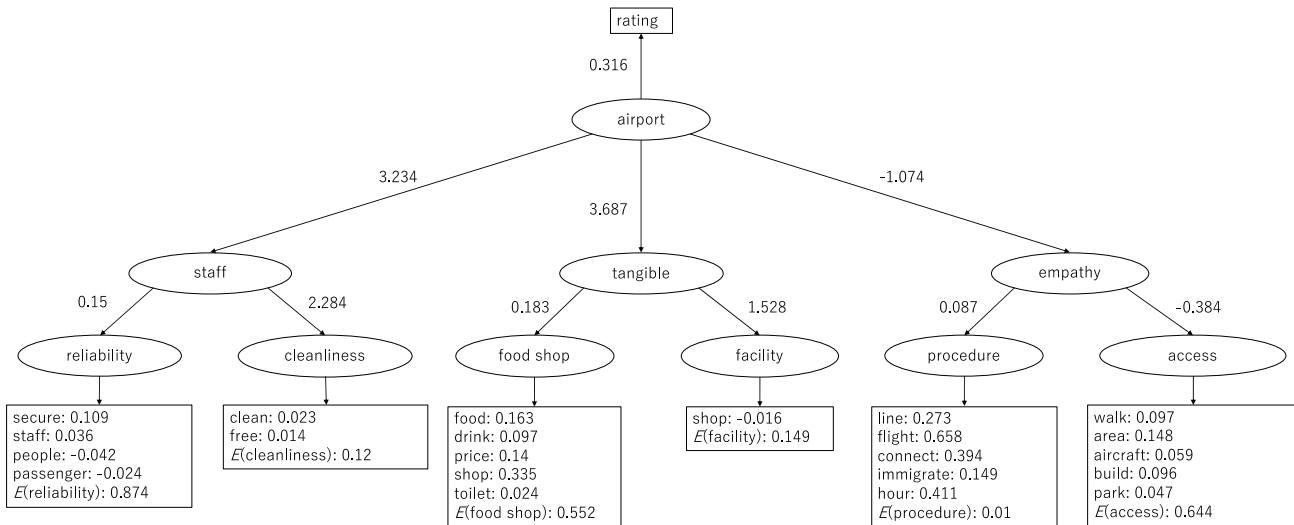 rating
0.316
airport
3.234
3.687
-1.074
staff
tangible
empathy
0.15
2.284
0.183
1.528
0.087
-0.384
reliability
cleanliness
food shop
facility
procedure
access
secure: 0.109
staff: 0.036
people: -0.042
passenger: -0.024
E(reliability): 0.874
clean: 0.023
free: 0.014
E(cleanliness): 0.12
food: 0.163
drink: 0.097
price: 0.14
shop: 0.335
toilet: 0.024
E(food shop): 0.552
shop: -0.016
E(facility): 0.149
line: 0.273
flight: 0.658
connect: 0.394
immigrate: 0.149
hour: 0.411
E(procedure): 0.01
walk: 0.097
area: 0.148
aircraft: 0.059
build: 0.096
park: 0.047
E(access): 0.644